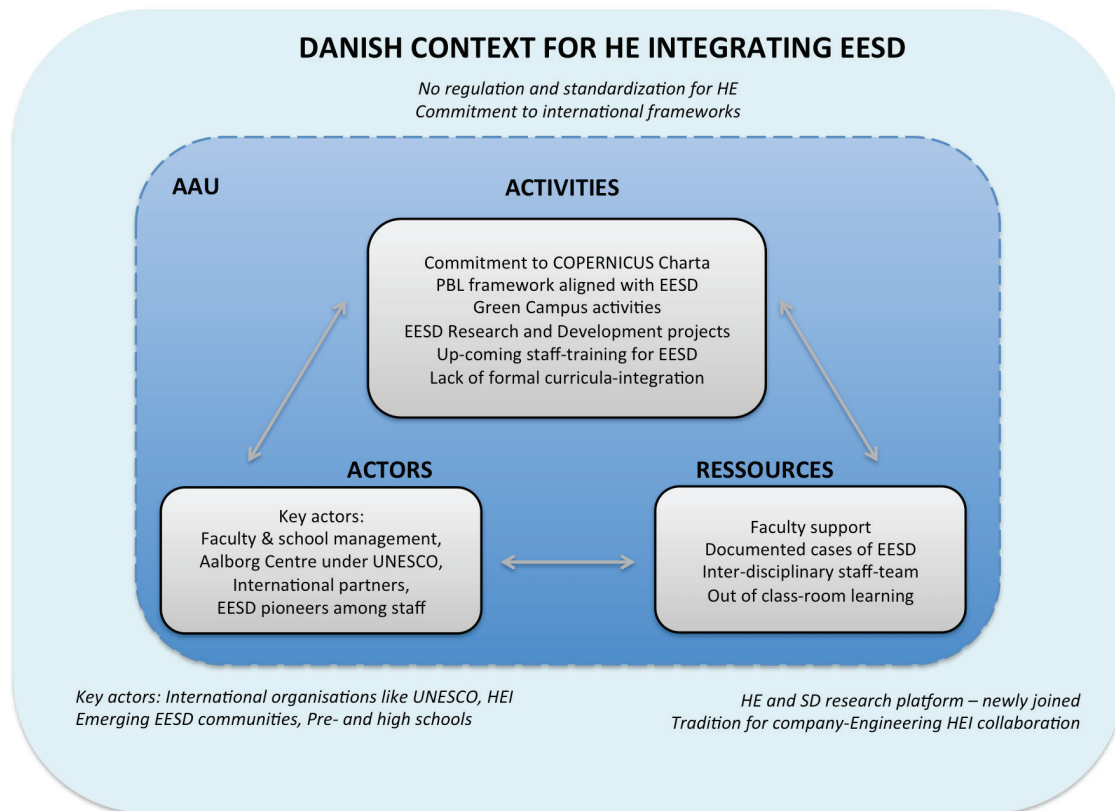 DANISH CONTEXT FOR HE INTEGRATING EESD
No regulation and standardization for HE
Commitment to international frameworks
AAU
ACTIVITIES
Commitment to COPERNICUS Charta
PBL framework aligned with EESD
Green Campus activities
EESD Research and Development projects
Up-coming staff-training for EESD
Lack of formal curricula-integration
ACTORS
Key actors:
Faculty & school management,
Aalborg Centre under UNESCO,
International partners,
EESD pioneers among staff
RESSOURCES
Faculty support
Documented cases of EESD
Inter-disciplinary staff-team
Out of class-room learning
Key actors: International organisations like UNESCO, HEI
Emerging EESD communities, Pre- and high schools
HE and SD research platform – newly joined
Tradition for company-Engineering HEI collaboration